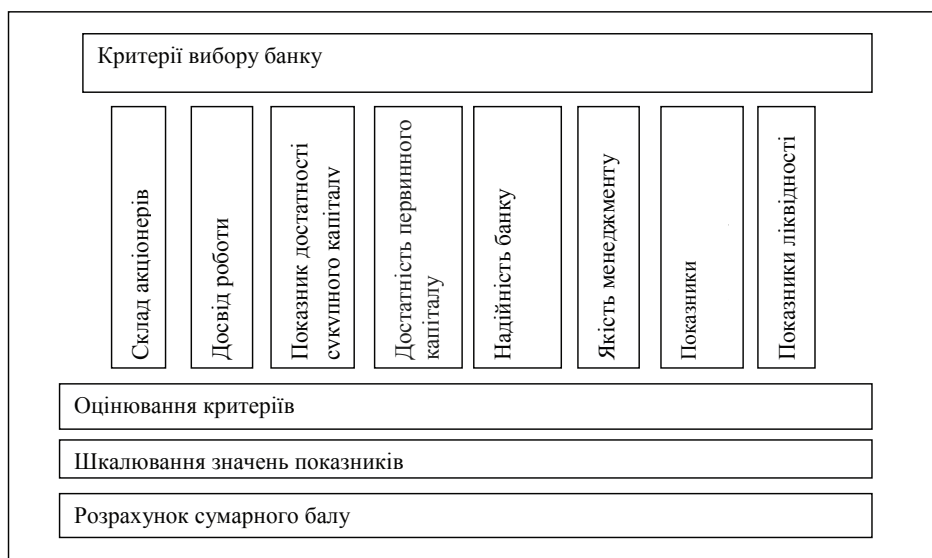 Критерії вибору банку
Склад акціонерів
Досвід роботи
Показник достатності
сукупного капіталу
Достатність первинного
капіталу
Надійність банку
Якість менеджменту
Показники
Показники ліквідності
Оцінювання критеріїв
Шкалювання значень показників
Розрахунок сумарного балу